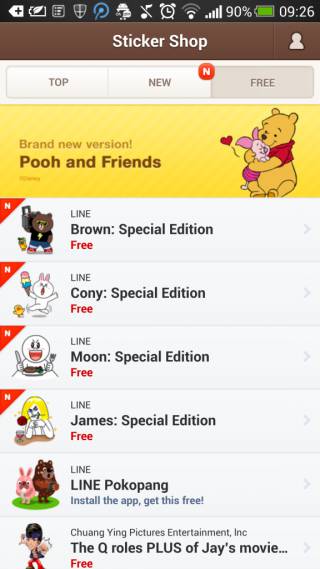 90% 09:26
Sticker Shop
TOP
NEW
N
FREE
Brand new version!
Pooh and Friends
©Disney
N
LINE
Brown: Special Edition
Free
N
LINE
Cony: Special Edition
Free
N
LINE
Moon: Special Edition
Free
N
LINE
James: Special Edition
Free
LINE
LINE Pokopang
Install the app, get this free!
Chuang Ying Pictures Entertainment, Inc
The Q roles PLUS of Jay's movie...
Free